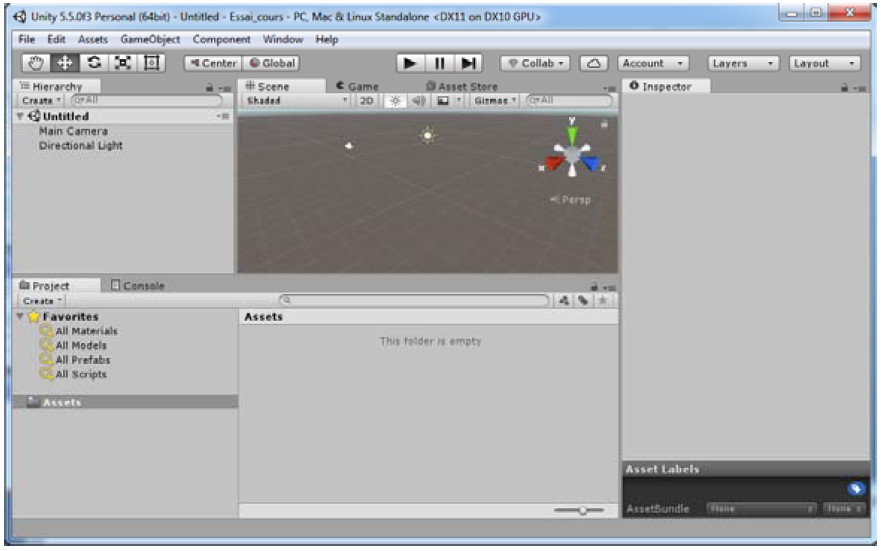 Unity 5.5.0f3 Personal (64bit) - Untitled - Essai_cours - PC, Mac & Linux Standalone <DX11 on DX10 GPU>
File Edit Assets GameObject Component Window Help
Center Global Collab Account Layers Layout
Hierarchy
Create All
Untitled
Main Camera
Directional Light
Scene Game Asset Store
Shaded 2D Gizmos All
y
x z
Persp
Inspector
Project Console
Create
Favorites
All Materials
All Models
All Prefabs
All Scripts
Assets
Assets
This folder is empty
Asset Labels
AssetBundle None None